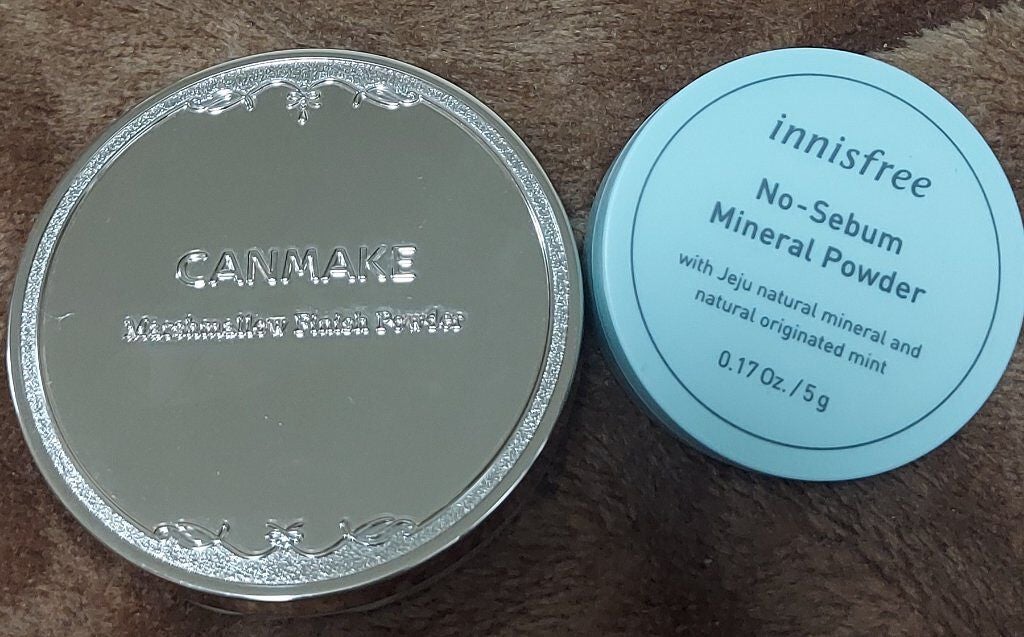 CANMAKE
Marshmallow Finish Powder
innisfree
No-Sebum
Mineral Powder
with Jeju natural mineral and
natural originated mint
0.17 Oz. / 5 g